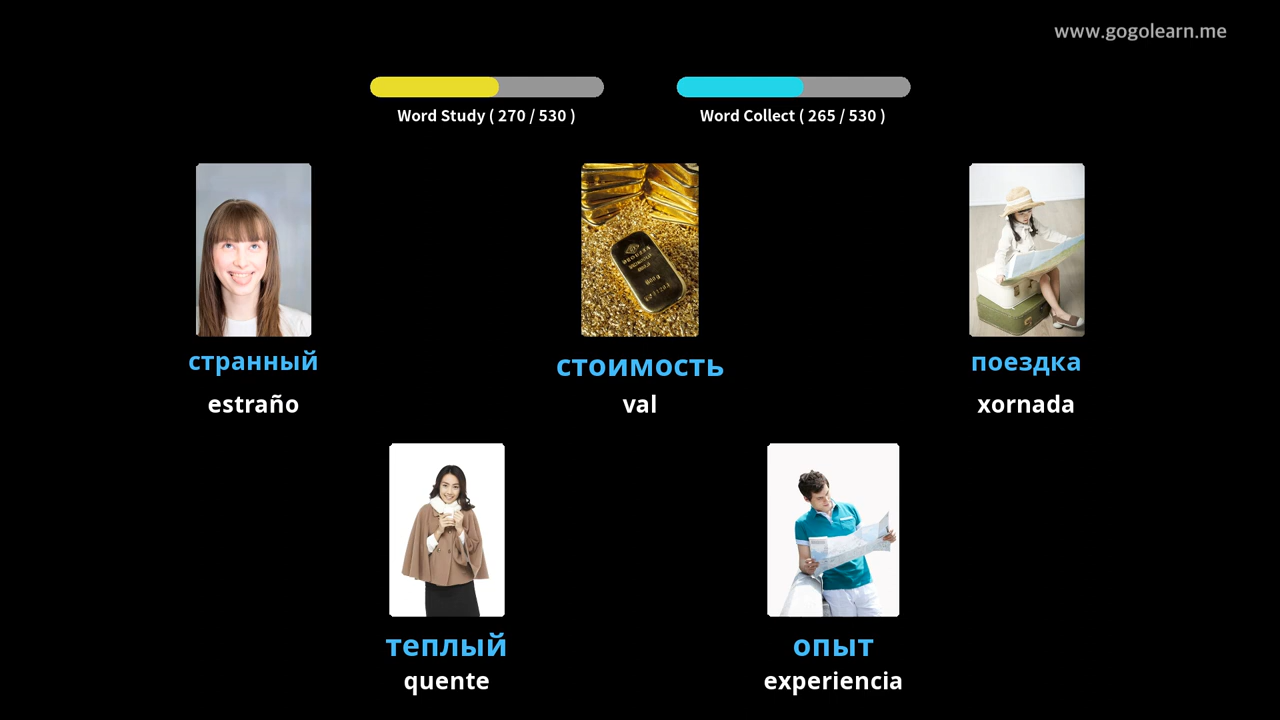 www.gogolearn.me
Word Study ( 270 / 530 )
Word Collect ( 265 / 530 )
странный
стоимость
поездка
estraño
val
xornada
теплый
опыт
quente
experiencia